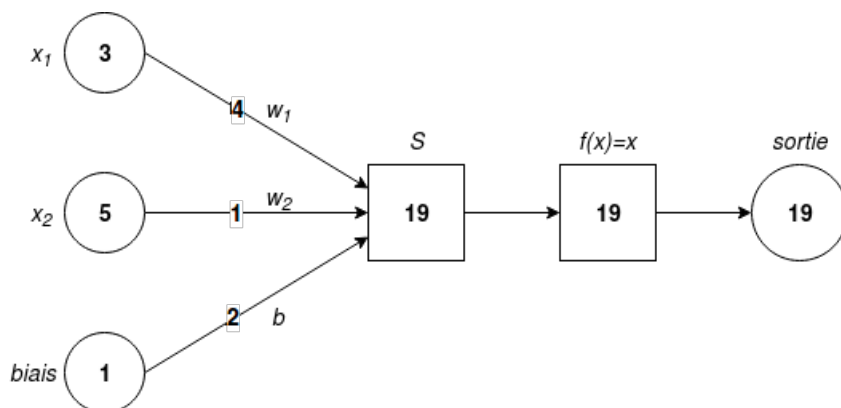 x1 3
4 w1
S f(x)=x sortie
x2 5 1 w2 19 19 19
2 b
biais 1